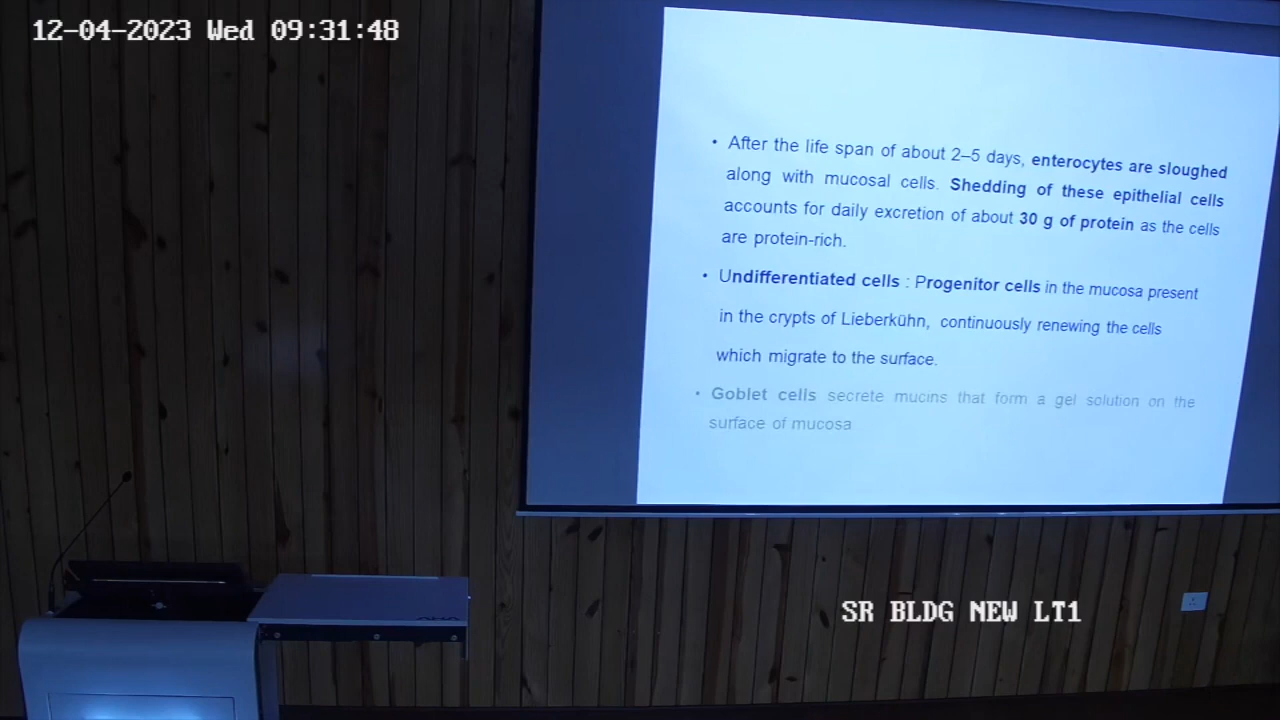 12-04-2023 Wed 09:31:48
• After the life span of about 2–5 days, enterocytes are sloughed
along with mucosal cells. Shedding of these epithelial cells
accounts for daily excretion of about 30 g of protein as the cells
are protein-rich.
• Undifferentiated cells : Progenitor cells in the mucosa present
in the crypts of Lieberkühn, continuously renewing the cells
which migrate to the surface.
• Goblet cells secrete mucins that form a gel solution on the
surface of mucosa
SR BLDG NEW LT1